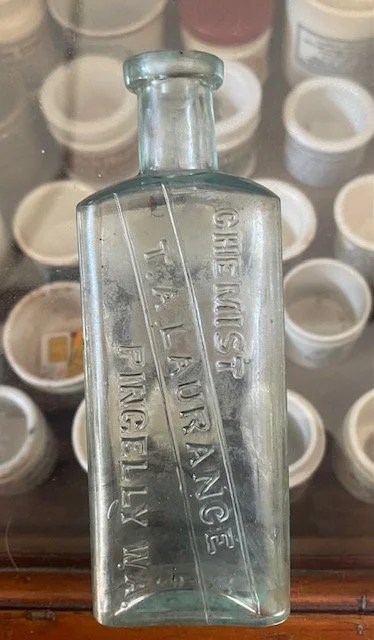 CHEMIST
T. A LAURANCE
PINGELLY W.A.